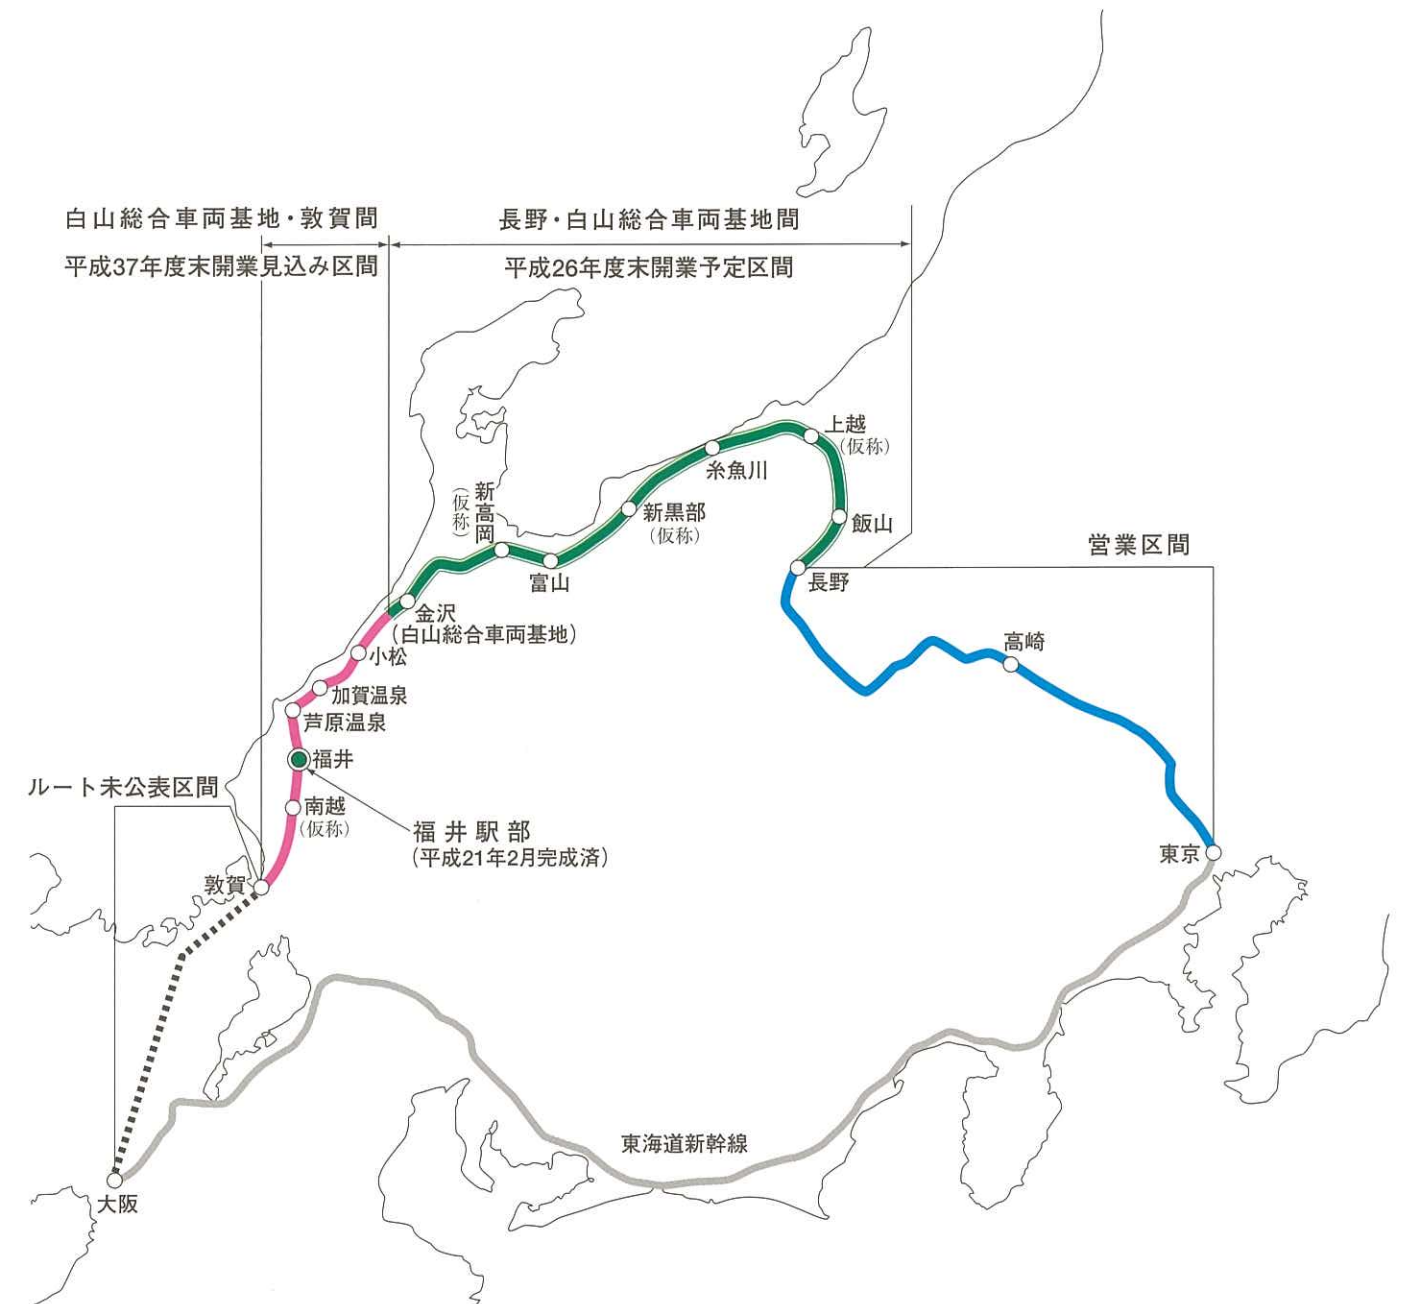 白山総合車両基地・敦賀間
平成37年度末開業見込み区間
長野・白山総合車両基地間
平成26年度末開業予定区間
上越
(仮称)
糸魚川
新高岡
(仮称)
新黒部
(仮称)
飯山
営業区間
富山
長野
金沢
(白山総合車両基地)
高崎
小松
加賀温泉
芦原温泉
福井
ルート未公表区間
南越
(仮称)
福井駅部
(平成21年2月完成済)
東京
敦賀
東海道新幹線
大阪